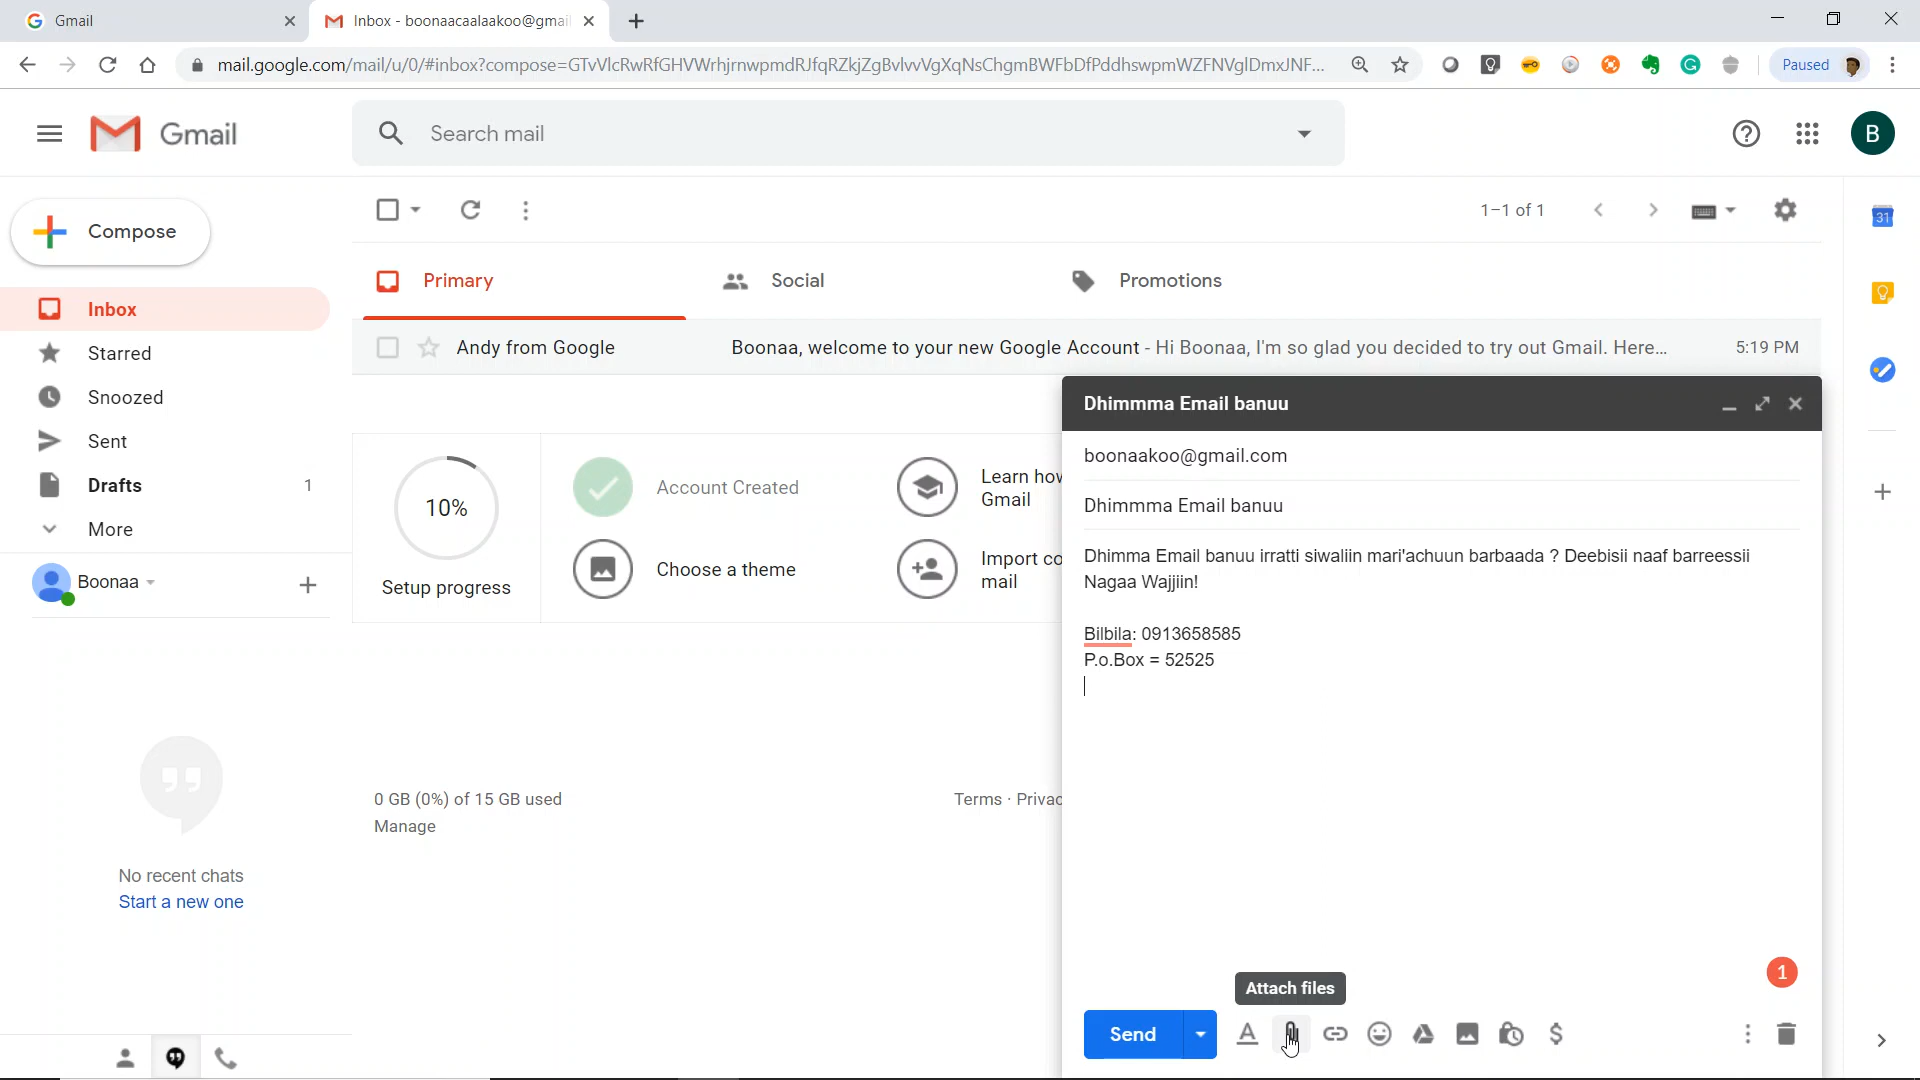 Gmail
Inbox - boonaacaalaakoo@gmai
mail.google.com/mail/u/0/#inbox?compose=GTvVlcRwRfGHVWrhjrnwpmdRJfqRZkjZgBvlvvVgXqNsChgmBWFbDfPddhswpmWZFNVglDmxJNF...
Paused
Gmail
Search mail
B
Compose
1–1 of 1
31
Primary
Social
Promotions
Inbox
Starred
Snoozed
Sent
Drafts 1
More
Andy from Google
Boonaa, welcome to your new Google Account - Hi Boonaa, I'm so glad you decided to try out Gmail. Here...
5:19 PM
10%
Setup progress
Account Created
Choose a theme
Learn how
Gmail
Import co
mail
Boonaa
0 GB (0%) of 15 GB used
Manage
Terms · Privac
No recent chats
Start a new one
Dhimmma Email banuu
boonaakoo@gmail.com
Dhimmma Email banuu
Dhimma Email banuu irratti siwaliin mari'achuun barbaada ? Deebisii naaf barreessii
Nagaa Wajjiin!
Bilbila: 0913658585
P.o.Box = 52525
1
Attach files
Send